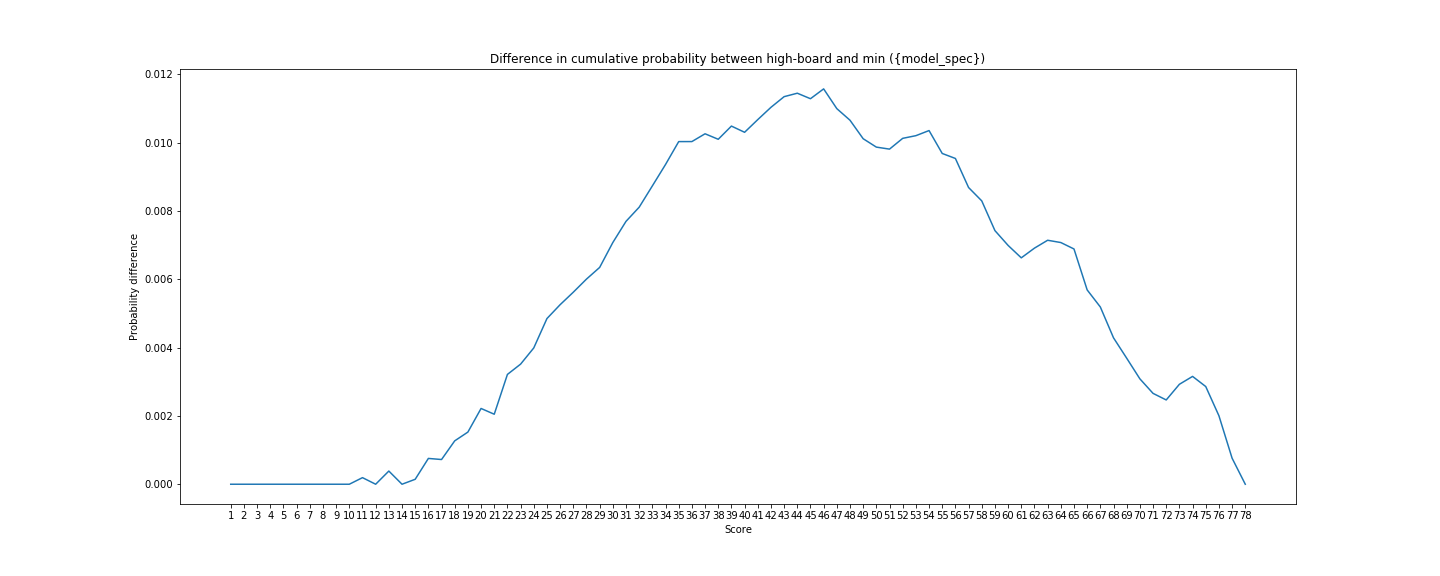 Difference in cumulative probability between high-board and min ({model_spec})
0.012
0.010
0.008
0.006
0.004
0.002
0.000
Probability difference
1 2 3 4 5 6 7 8 9 10 11 12 13 14 15 16 17 18 19 20 21 22 23 24 25 26 27 28 29 30 31 32 33 34 35 36 37 38 39 40 41 42 43 44 45 46 47 48 49 50 51 52 53 54 55 56 57 58 59 60 61 62 63 64 65 66 67 68 69 70 71 72 73 74 75 76 77 78
Score